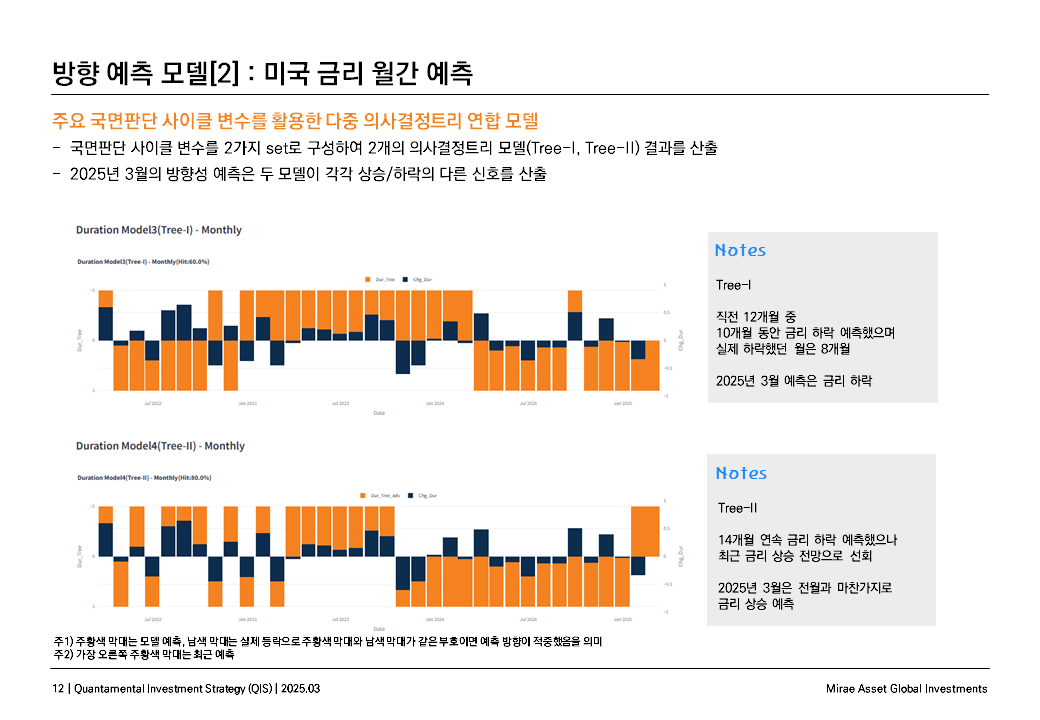 방향 예측 모델[2] : 미국 금리 월간 예측
주요 국면판단 사이클 변수를 활용한 다중 의사결정트리 연합 모델
- 국면판단 사이클 변수를 2가지 set로 구성하여 2개의 의사결정트리 모델(Tree-I, Tree-II) 결과를 산출
- 2025년 3월의 방향성 예측은 두 모델이 각각 상승/하락의 다른 신호를 산출
Duration Model3(Tree-I) - Monthly
Duration Model3(Tree-I) - Monthly(Hit:60.0%)
Dur_Tree Chg_Dur
−1
0
1
Dur_Tree
1
0.5
0
−0.5
−1
Chg_Dur
Jul 2022 Jan 2023 Jul 2023 Jan 2024 Jul 2024 Jan 2025
Date
Notes
Tree-I
직전 12개월 중
10개월 동안 금리 하락 예측했으며
실제 하락했던 월은 8개월
2025년 3월 예측은 금리 하락
Duration Model4(Tree-II) - Monthly
Duration Model4(Tree-II) - Monthly(Hit:80.0%)
Dur_Tree_adv Chg_Dur
−1
0
1
Dur_Tree
1
0.5
0
−0.5
−1
Chg_Dur
Jul 2022 Jan 2023 Jul 2023 Jan 2024 Jul 2024 Jan 2025
Date
Notes
Tree-II
14개월 연속 금리 하락 예측했으나
최근 금리 상승 전망으로 선회
2025년 3월은 전월과 마찬가지로
금리 상승 예측
주1) 주황색 막대는 모델 예측, 남색 막대는 실제 등락으로 주황색 막대와 남색 막대가 같은 부호이면 예측 방향이 적중했음을 의미
주2) 가장 오른쪽 주황색 막대는 최근 예측
12 | Quantamental Investment Strategy (QIS) | 2025.03
Mirae Asset Global Investments